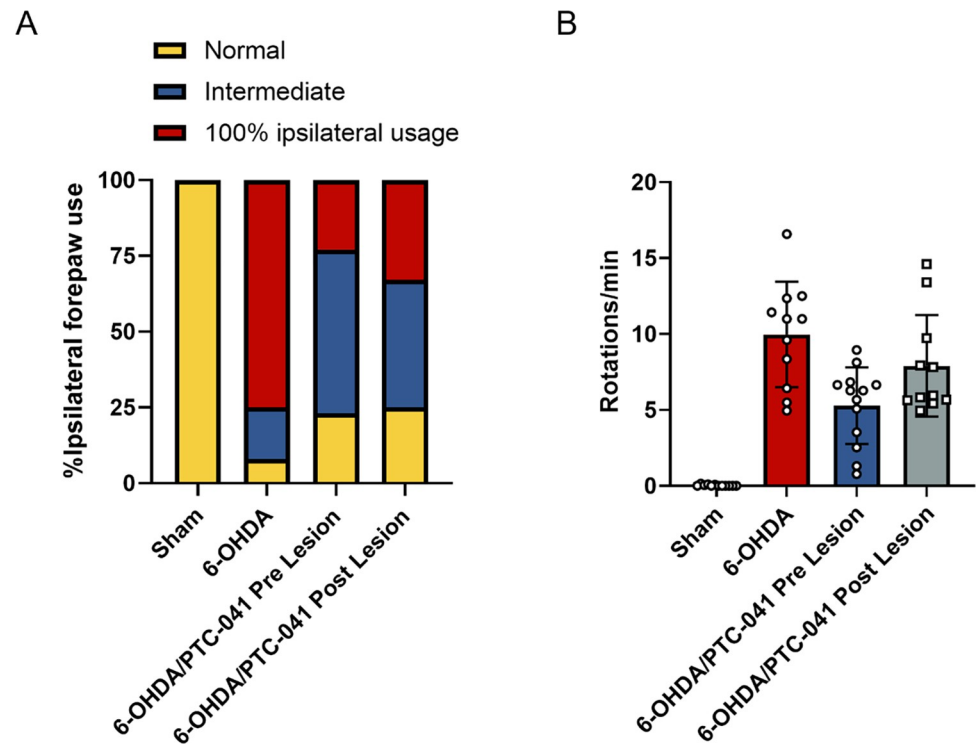 A
Normal
Intermediate
100% ipsilateral usage
%Ipsilateral forepaw use
100
75
50
25
0
Sham
6-OHDA
6-OHDA/PTC-041 Pre Lesion
6-OHDA/PTC-041 Post Lesion
B
Rotations/min
20
15
10
5
0
Sham
6-OHDA
6-OHDA/PTC-041 Pre Lesion
6-OHDA/PTC-041 Post Lesion